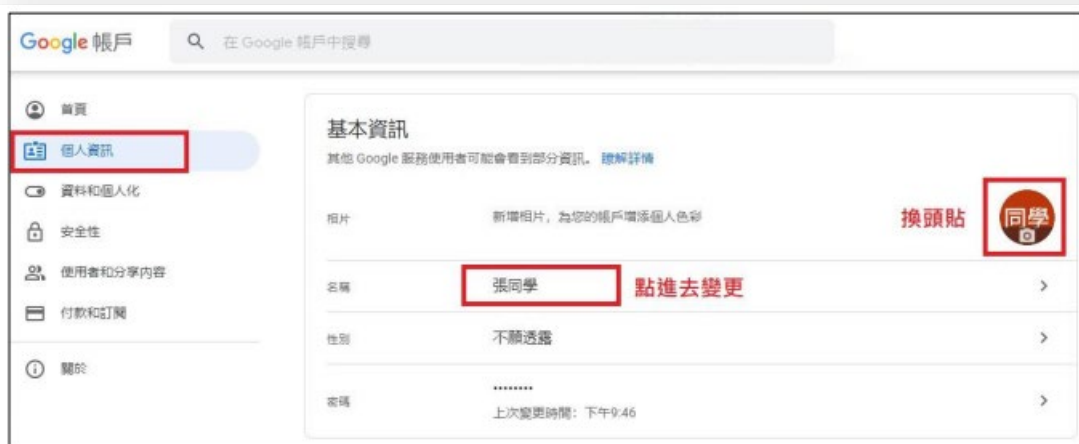 Google 帳戶
在 Google 帳戶中搜尋
首頁
個人資訊
資料和個人化
安全性
使用者和分享內容
付款和訂閱
關於
基本資訊
其他 Google 服務使用者可能會看到部分資訊。 瞭解詳情
相片 新增相片，為您的帳戶增添個人色彩 換頭貼 同學
名稱 張同學 點進去變更
性別 不願透露
密碼 ••••••••
上次變更時間：下午9:46